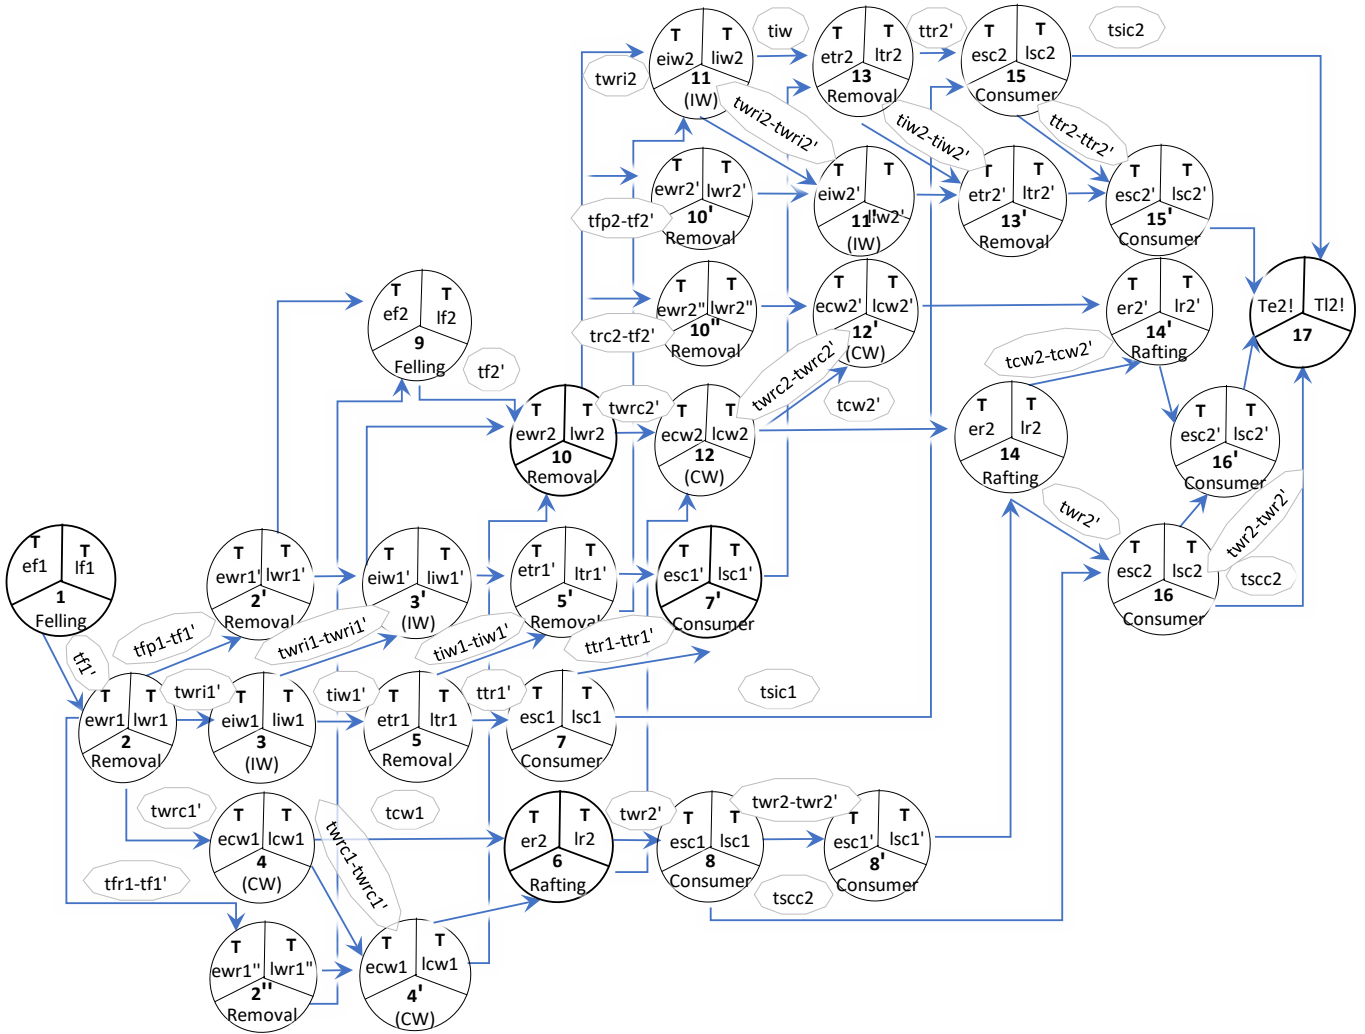 T T
eiw2 liw2
11
(IW)
tiw
T T
etr2 ltr2
13
Removal
ttr2'
T T
esc2 lsc2
15
Consumer
tsic2
twri2
twri2-twri2'
tiw2-tiw2'
ttr2-ttr2'
T T
ewr2' lwr2'
10'
Removal
T T
eiw2' liw2'
11'
(IW)
T T
etr2' ltr2'
13'
Removal
T T
esc2' lsc2'
15'
Consumer
tfp2-tf2'
T T
ewr2'' lwr2''
10''
Removal
T T
ecw2' lcw2'
12'
(CW)
T T
er2' lr2'
14'
Rafting
Te2! Tl2!
17
T T
ef2 lf2
9
Felling
trc2-tf2'
twrc2-twrc2'
tcw2-tcw2'
tf2'
T T
ewr2 lwr2
10
Removal
twrc2'
T T
ecw2 lcw2
12
(CW)
tcw2'
T T
er2 lr2
14
Rafting
T T
esc2' lsc2'
16'
Consumer
twr2'
twr2-twr2'
T T
ef1 lf1
1
Felling
T T
ewr1' lwr1'
2'
Removal
T T
eiw1' liw1'
3'
(IW)
T T
etr1' ltr1'
5'
Removal
T T
esc1' lsc1'
7'
Consumer
T T
esc2 lsc2
16
Consumer
tscc2
tf1'
tfp1-tf1'
twri1-twri1'
tiw1-tiw1'
ttr1-ttr1'
T T
ewr1 lwr1
2
Removal
twri1'
T T
eiw1 liw1
3
(IW)
tiw1'
T T
etr1 ltr1
5
Removal
ttr1'
T T
esc1 lsc1
7
Consumer
tsic1
twrc1'
T T
ecw1 lcw1
4
(CW)
twrc1-twrc1'
tcw1
T T
er2 lr2
6
Rafting
twr2'
T T
esc1 lsc1
8
Consumer
twr2-twr2'
T T
esc1' lsc1'
8'
Consumer
tfr1-tf1'
tscc2
T T
ewr1'' lwr1''
2''
Removal
T T
ecw1 lcw1
4'
(CW)